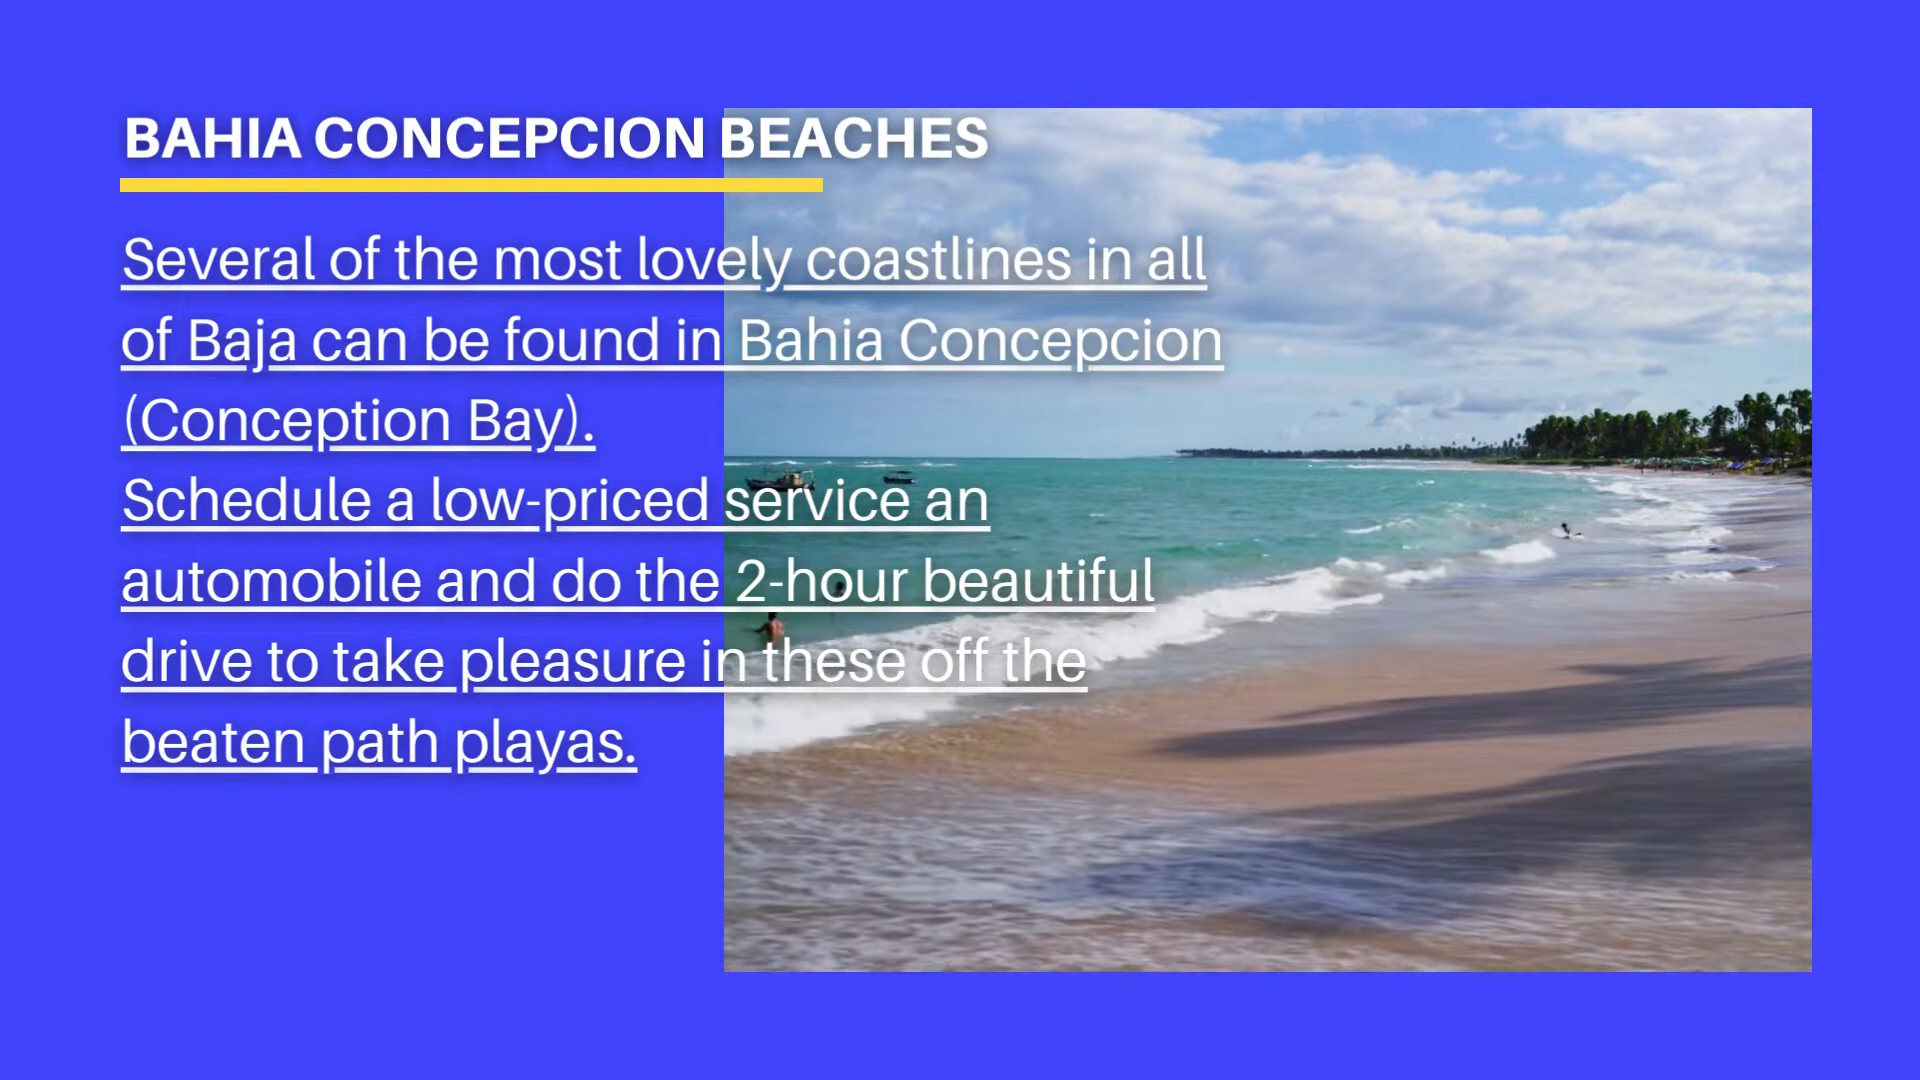 BAHIA CONCEPCION BEACHES
Several of the most lovely coastlines in all
of Baja can be found in Bahia Concepcion
(Conception Bay).
Schedule a low-priced service an
automobile and do the 2-hour beautiful
drive to take pleasure in these off the
beaten path playas.